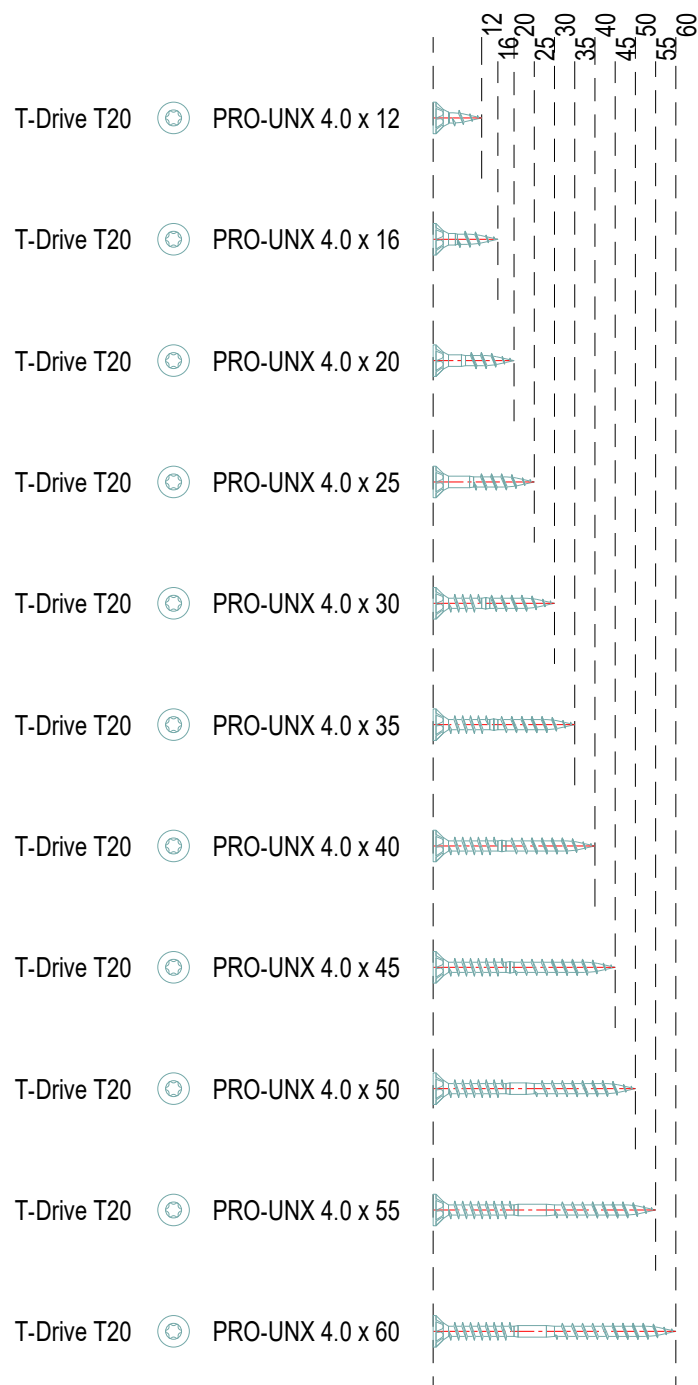 12
16
20
25
30
35
40
45
50
55
60
T-Drive T20 PRO-UNX 4.0 x 12
T-Drive T20 PRO-UNX 4.0 x 16
T-Drive T20 PRO-UNX 4.0 x 20
T-Drive T20 PRO-UNX 4.0 x 25
T-Drive T20 PRO-UNX 4.0 x 30
T-Drive T20 PRO-UNX 4.0 x 35
T-Drive T20 PRO-UNX 4.0 x 40
T-Drive T20 PRO-UNX 4.0 x 45
T-Drive T20 PRO-UNX 4.0 x 50
T-Drive T20 PRO-UNX 4.0 x 55
T-Drive T20 PRO-UNX 4.0 x 60